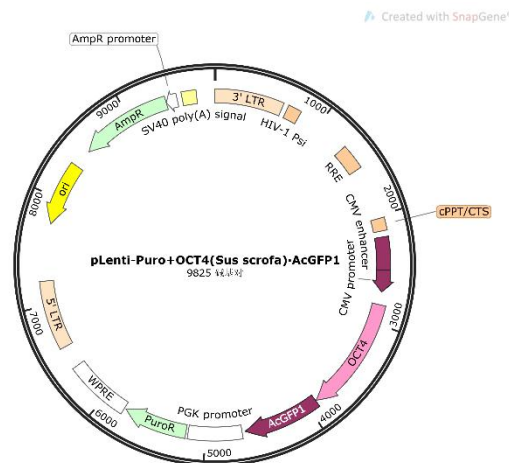 Created with SnapGene®
AmpR promoter
9000
AmpR
SV40 poly(A) signal
3' LTR
HIV-1 Psi
1000
RRE
2000
cPPT/CTS
CMV enhancer
CMV promoter
ori
8000
pLenti-Puro+OCT4(Sus scrofa)·AcGFP1
9825
3000
OCT4
4000
AcGFP1
5000
PGK promoter
PuroR
6000
WPRE
5' LTR
7000